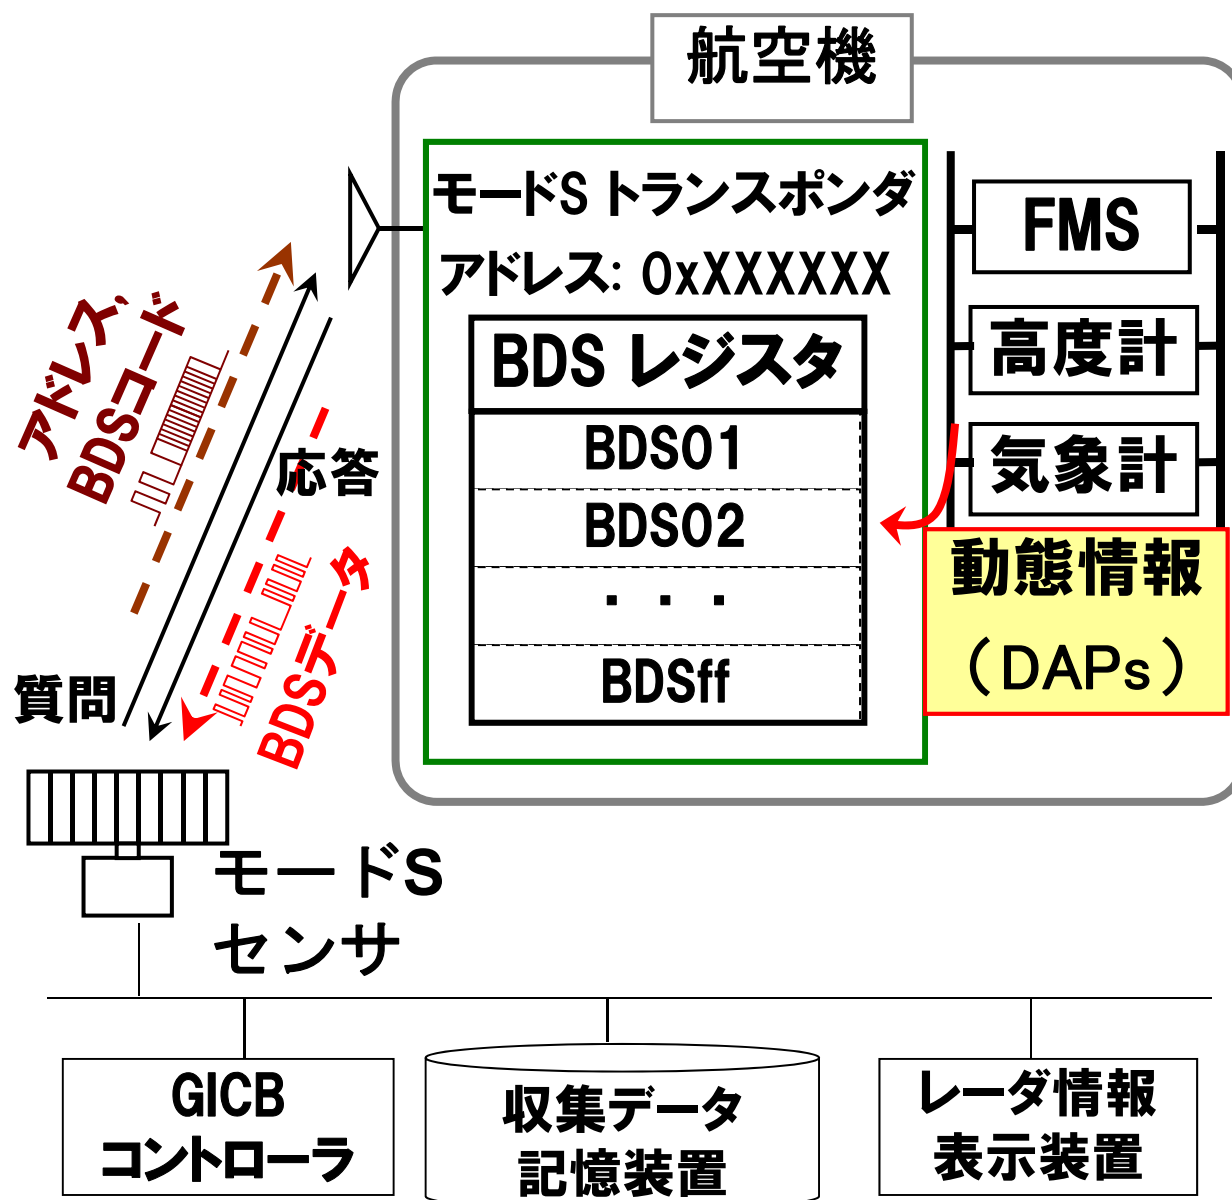 航空機
モードS トランスポンダ
アドレス: 0xXXXXXX
BDS レジスタ
BDS01
BDS02
・・・
BDSff
FMS
高度計
気象計
動態情報
（DAPs）
アドレス,
BDSコード
応答
BDSデータ
質問
モードS
センサ
GICB
コントローラ
収集データ
記憶装置
レーダ情報
表示装置